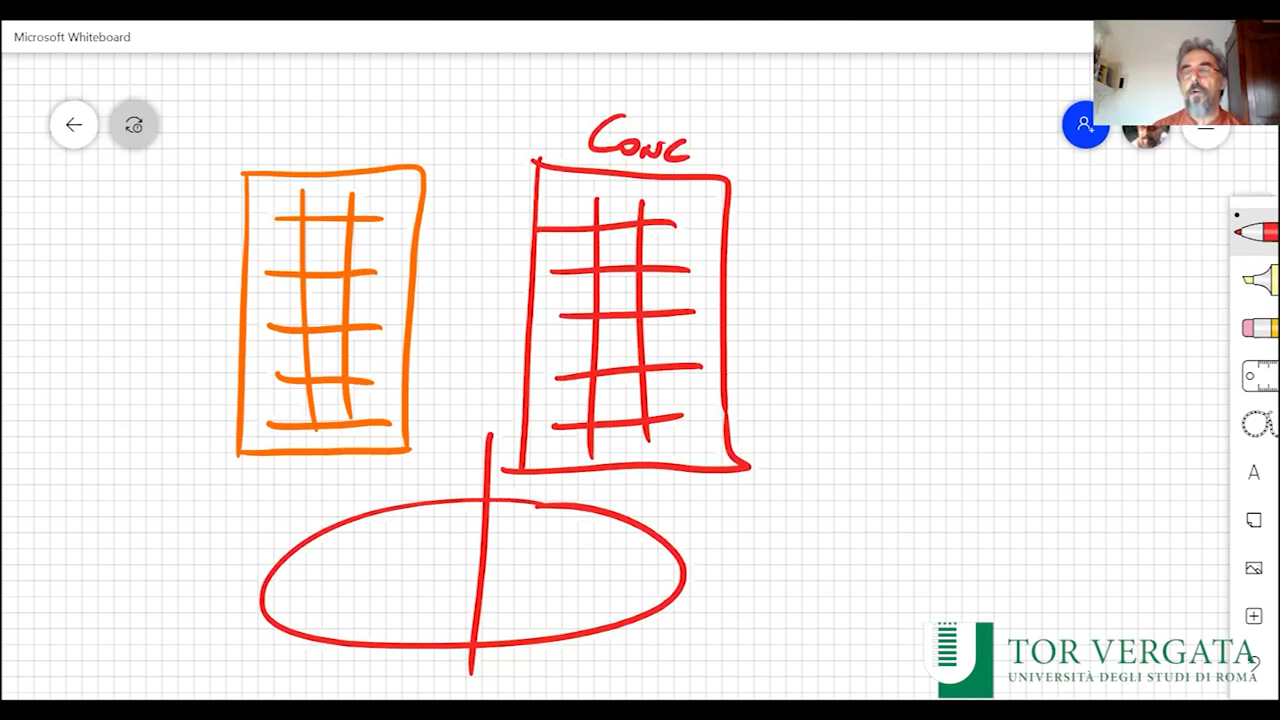 Microsoft Whiteboard
CONC
A
TOR VERGATA
UNIVERSITÀ DEGLI STUDI DI ROMA